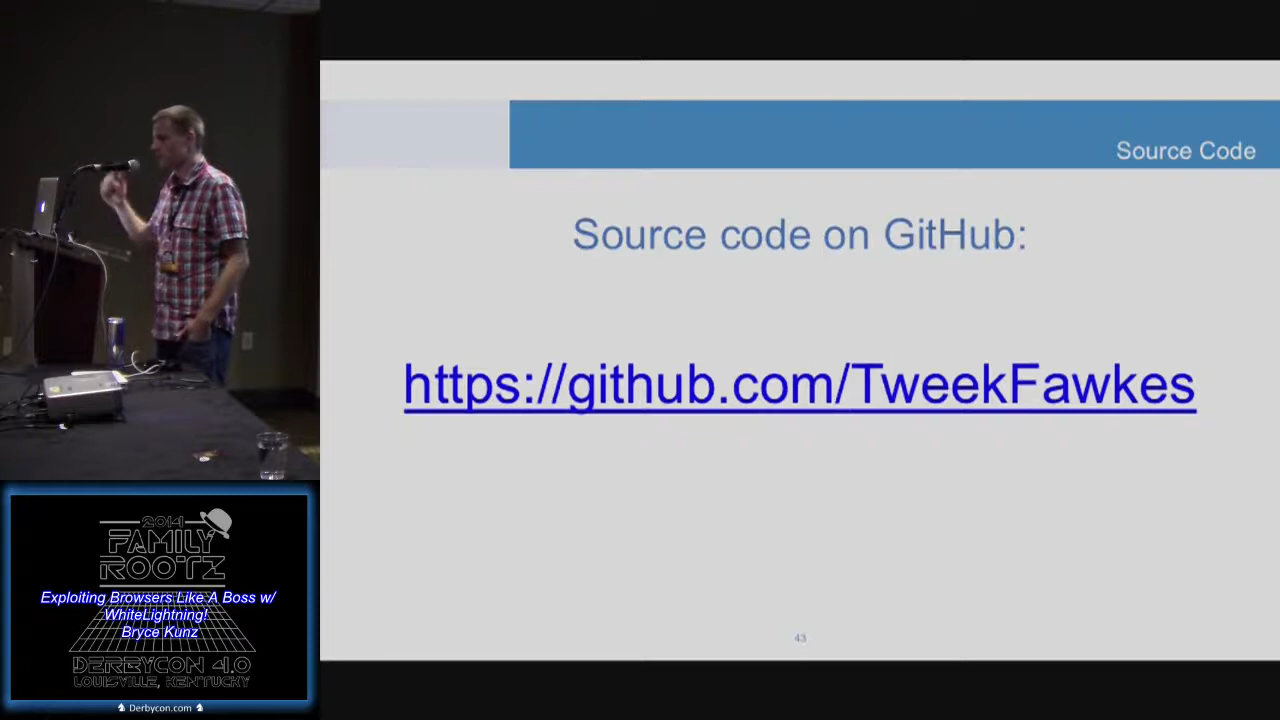 Source Code
Source code on GitHub:
https://github.com/TweekFawkes
43
2014
FAMILY
ROOTZ
Exploiting Browsers Like A Boss w/
WhiteLightning!
Bryce Kunz
DERBYCON 4.0
LOUISVILLE, KENTUCKY
Derbycon.com